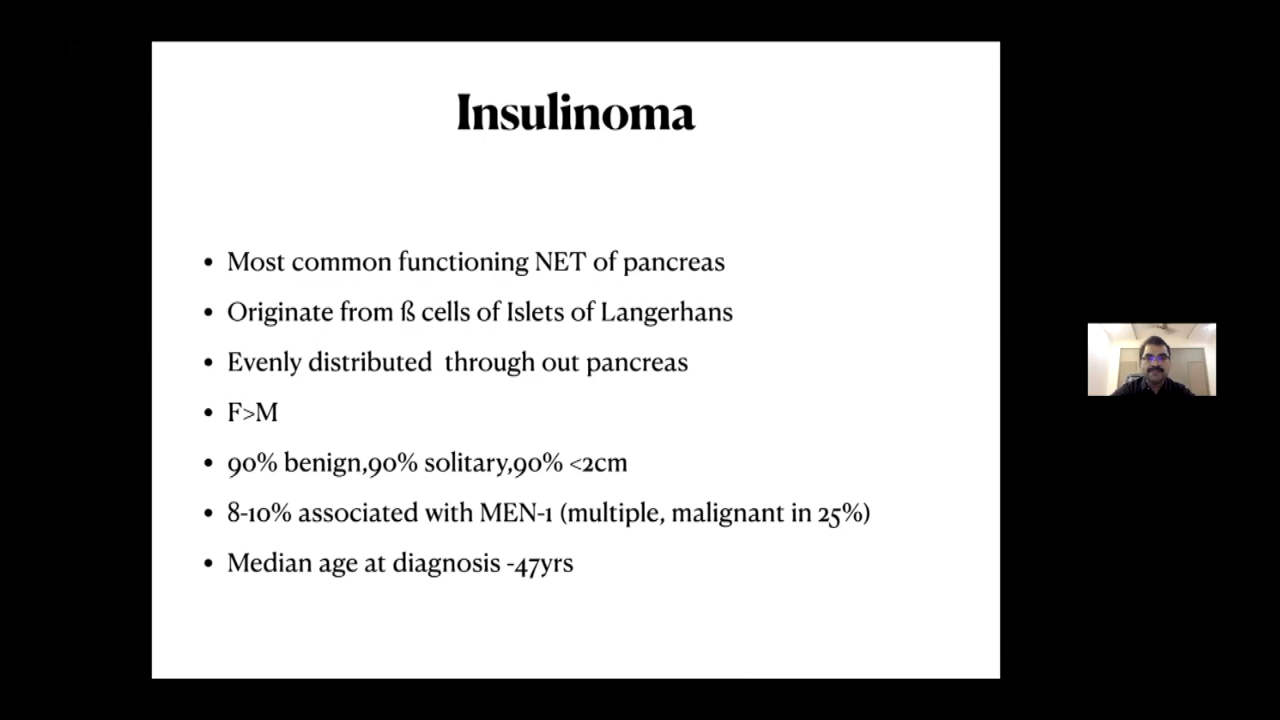 Insulinoma
• Most common functioning NET of pancreas
• Originate from ß cells of Islets of Langerhans
• Evenly distributed  through out pancreas
• F>M
• 90% benign,90% solitary,90% <2cm
• 8-10% associated with MEN-1 (multiple, malignant in 25%)
• Median age at diagnosis -47yrs